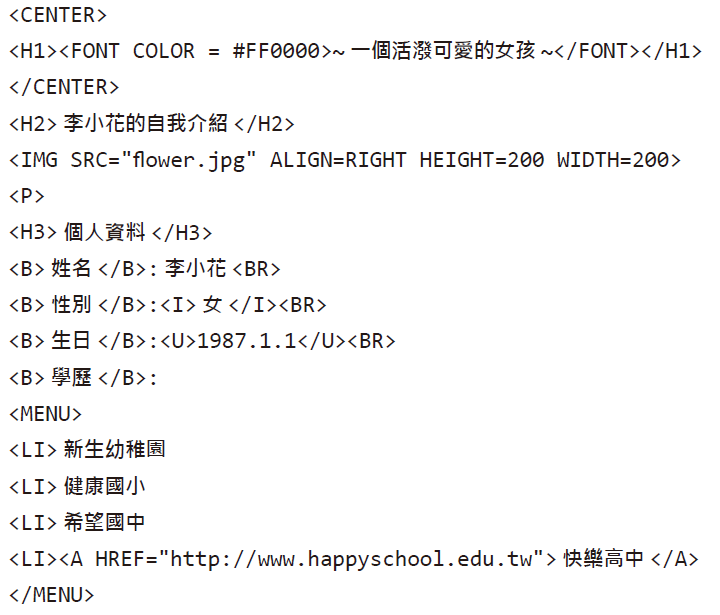 <CENTER>
<H1><FONT COLOR = #FF0000>~ 一個活潑可愛的女孩 ~</FONT></H1>
</CENTER>
<H2> 李小花的自我介紹 </H2>
<IMG SRC="flower.jpg" ALIGN=RIGHT HEIGHT=200 WIDTH=200>
<P>
<H3> 個人資料 </H3>
<B> 姓名 </B>: 李小花 <BR>
<B> 性別 </B>:<I> 女 </I><BR>
<B> 生日 </B>:<U>1987.1.1</U><BR>
<B> 學歷 </B>:
<MENU>
<LI> 新生幼稚園
<LI> 健康國小
<LI> 希望國中
<LI><A HREF="http://www.happyschool.edu.tw"> 快樂高中 </A>
</MENU>